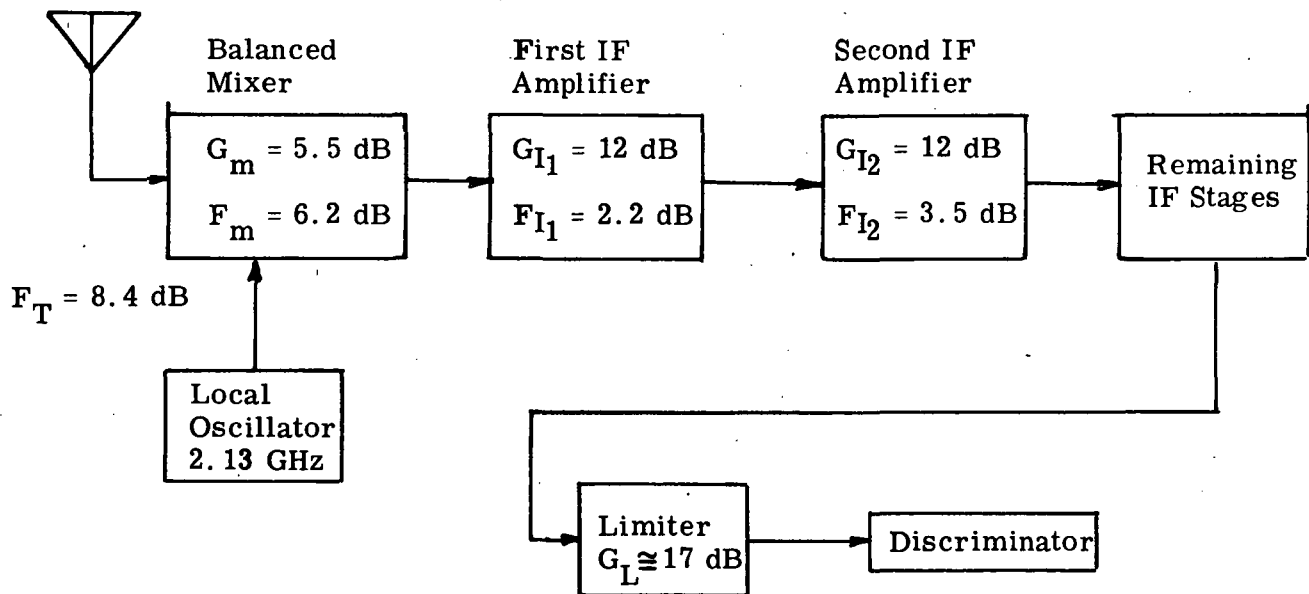 Balanced
Mixer
G_m = 5.5 dB
F_m = 6.2 dB
First IF
Amplifier
G_I1 = 12 dB
F_I1 = 2.2 dB
Second IF
Amplifier
G_I2 = 12 dB
F_I2 = 3.5 dB
Remaining
IF Stages
F_T = 8.4 dB
Local
Oscillator
2.13 GHz
Limiter
G_L ≅ 17 dB
Discriminator